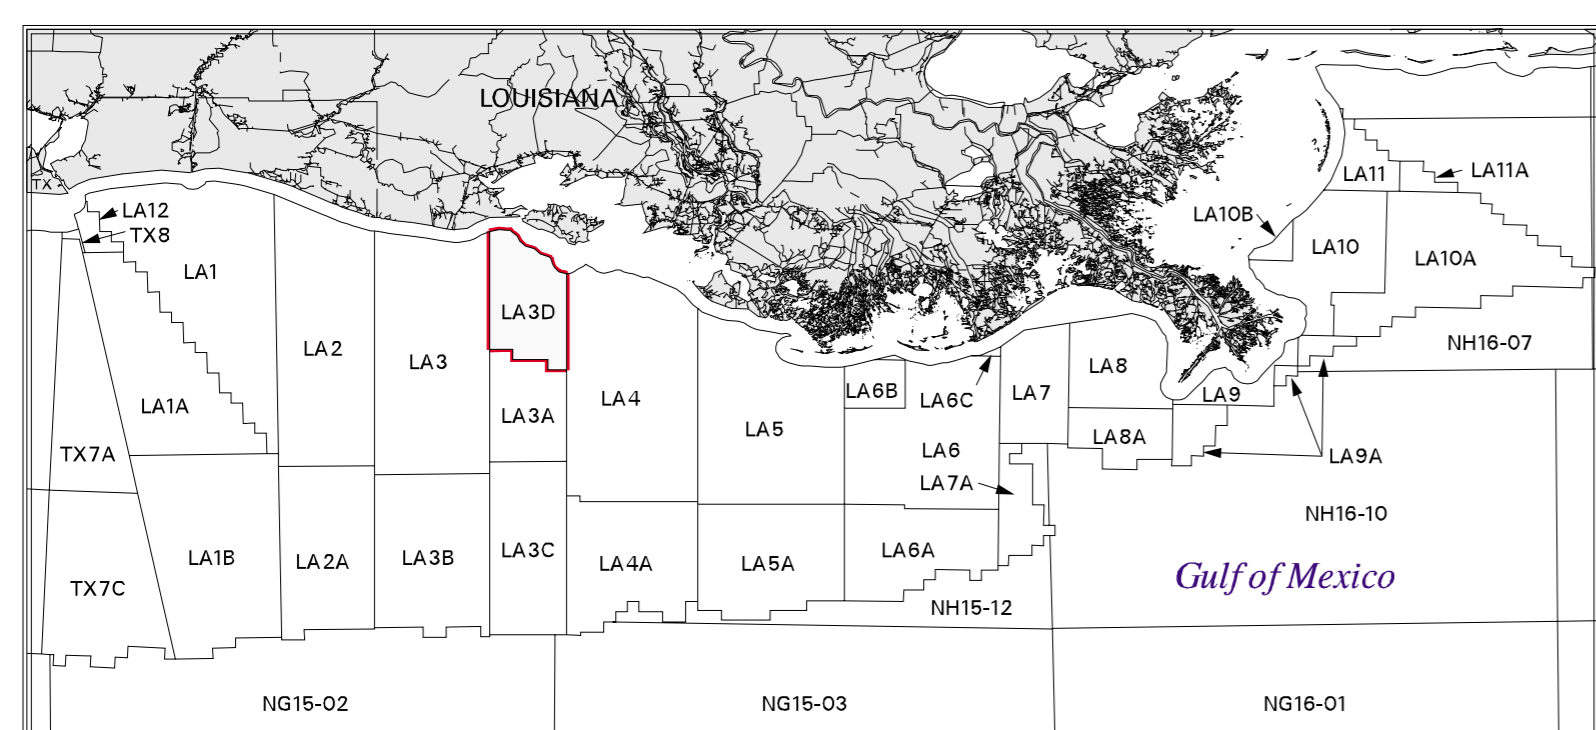 LOUISIANA
TX
LA12
TX8
LA1
LA11
LA11A
LA10B
LA10
LA10A
LA3D
LA2
LA3
NH16-07
LA8
LA6B
LA6C
LA7
LA9
LA4
LA1A
LA3A
LA5
LA8A
TX7A
LA6
LA9A
LA7A
NH16-10
LA1B
LA2A
LA3B
LA3C
LA4A
LA5A
LA6A
Gulf of Mexico
TX7C
NH15-12
NG15-02
NG15-03
NG16-01